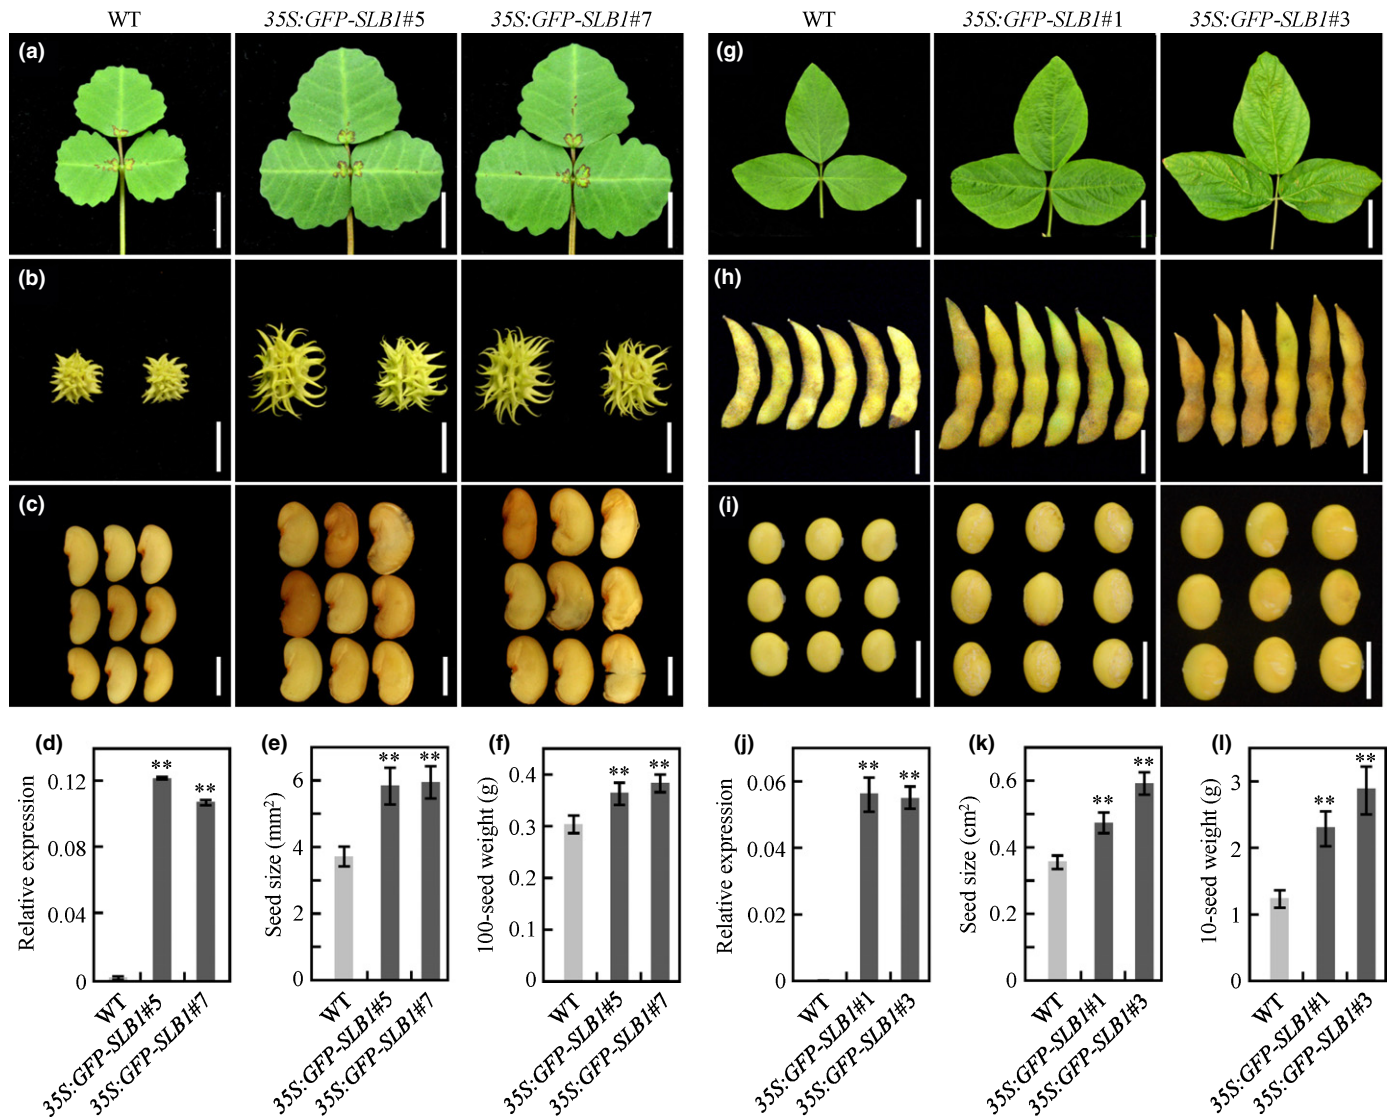 WT 35S:GFP-SLB1#5 35S:GFP-SLB1#7 WT 35S:GFP-SLB1#1 35S:GFP-SLB1#3
(a) (g)
(b) (h)
(c) (i)
(d) (e) (f) (j) (k) (l)
Relative expression
0.12
0.08
0.04
0
** **
WT
35S:GFP-SLB1#5
35S:GFP-SLB1#7
Seed size (mm2)
6
4
2
0
** **
WT
35S:GFP-SLB1#5
35S:GFP-SLB1#7
100-seed weight (g)
0.4
0.3
0.2
0.1
0
** **
WT
35S:GFP-SLB1#5
35S:GFP-SLB1#7
Relative expression
0.06
0.04
0.02
0
** **
WT
35S:GFP-SLB1#1
35S:GFP-SLB1#3
Seed size (cm2)
0.6
0.4
0.2
0
** **
WT
35S:GFP-SLB1#1
35S:GFP-SLB1#3
10-seed weight (g)
3
2
1
0
** **
WT
35S:GFP-SLB1#1
35S:GFP-SLB1#3